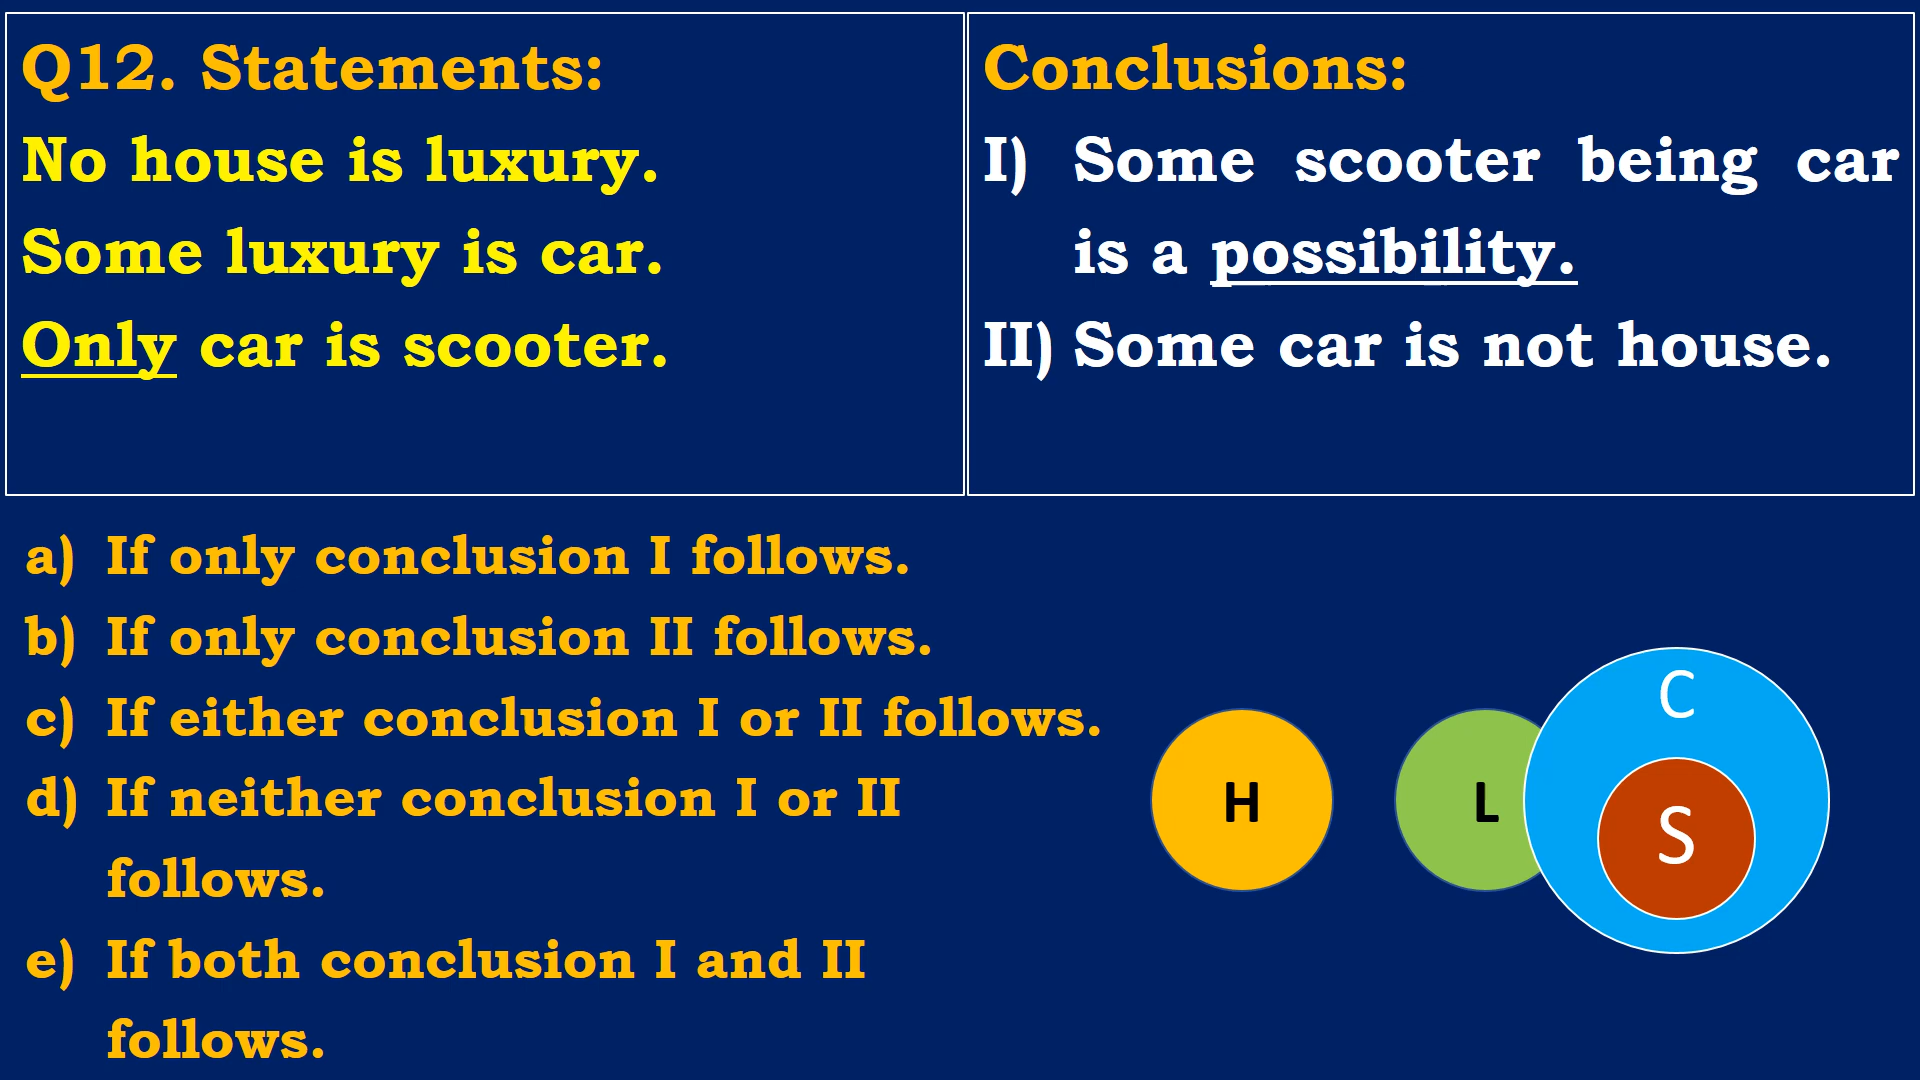 Q12. Statements:
No house is luxury.
Some luxury is car.
Only car is scooter.
Conclusions:
I) Some scooter being car
is a possibility.
II) Some car is not house.
a) If only conclusion I follows.
b) If only conclusion II follows.
c) If either conclusion I or II follows.
d) If neither conclusion I or II
follows.
e) If both conclusion I and II
follows.
H
L
C
S